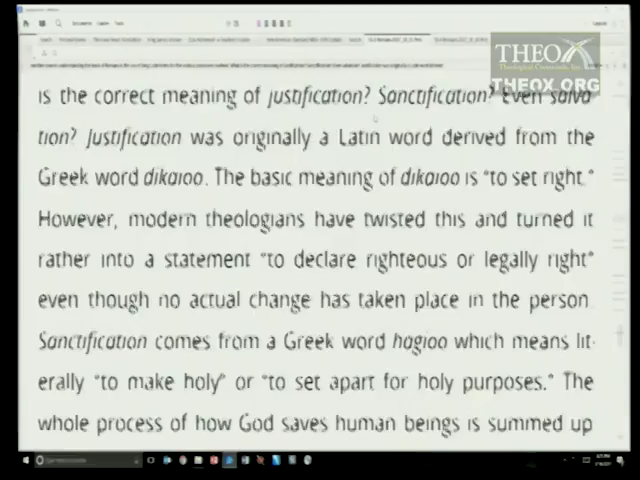 THEOX
THEOX.ORG
is the correct meaning of justification? Sanctification? Even salva
tion? Justification was originally a Latin word derived from the
Greek word dikaioo. The basic meaning of dikaioo is “to set right.”
However, modern theologians have twisted this and turned it
rather into a statement “to declare righteous or legally right”
even though no actual change has taken place in the person.
Sanctification comes from a Greek word hagioo which means lit-
erally “to make holy” or “to set apart for holy purposes.” The
whole process of how God saves human beings is summed up